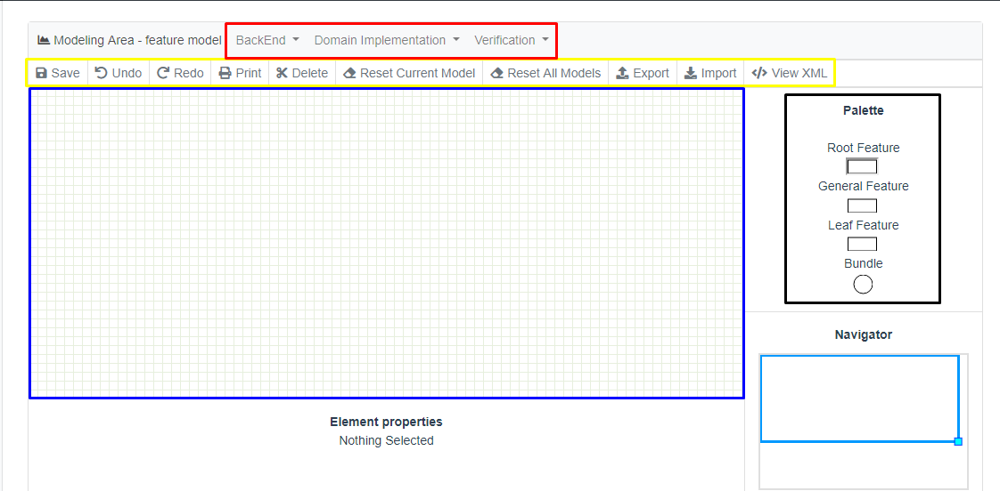 Modeling Area - feature model BackEnd Domain Implementation Verification
Save Undo Redo Print Delete Reset Current Model Reset All Models Export Import View XML
Palette
Root Feature
General Feature
Leaf Feature
Bundle
Navigator
Element properties
Nothing Selected